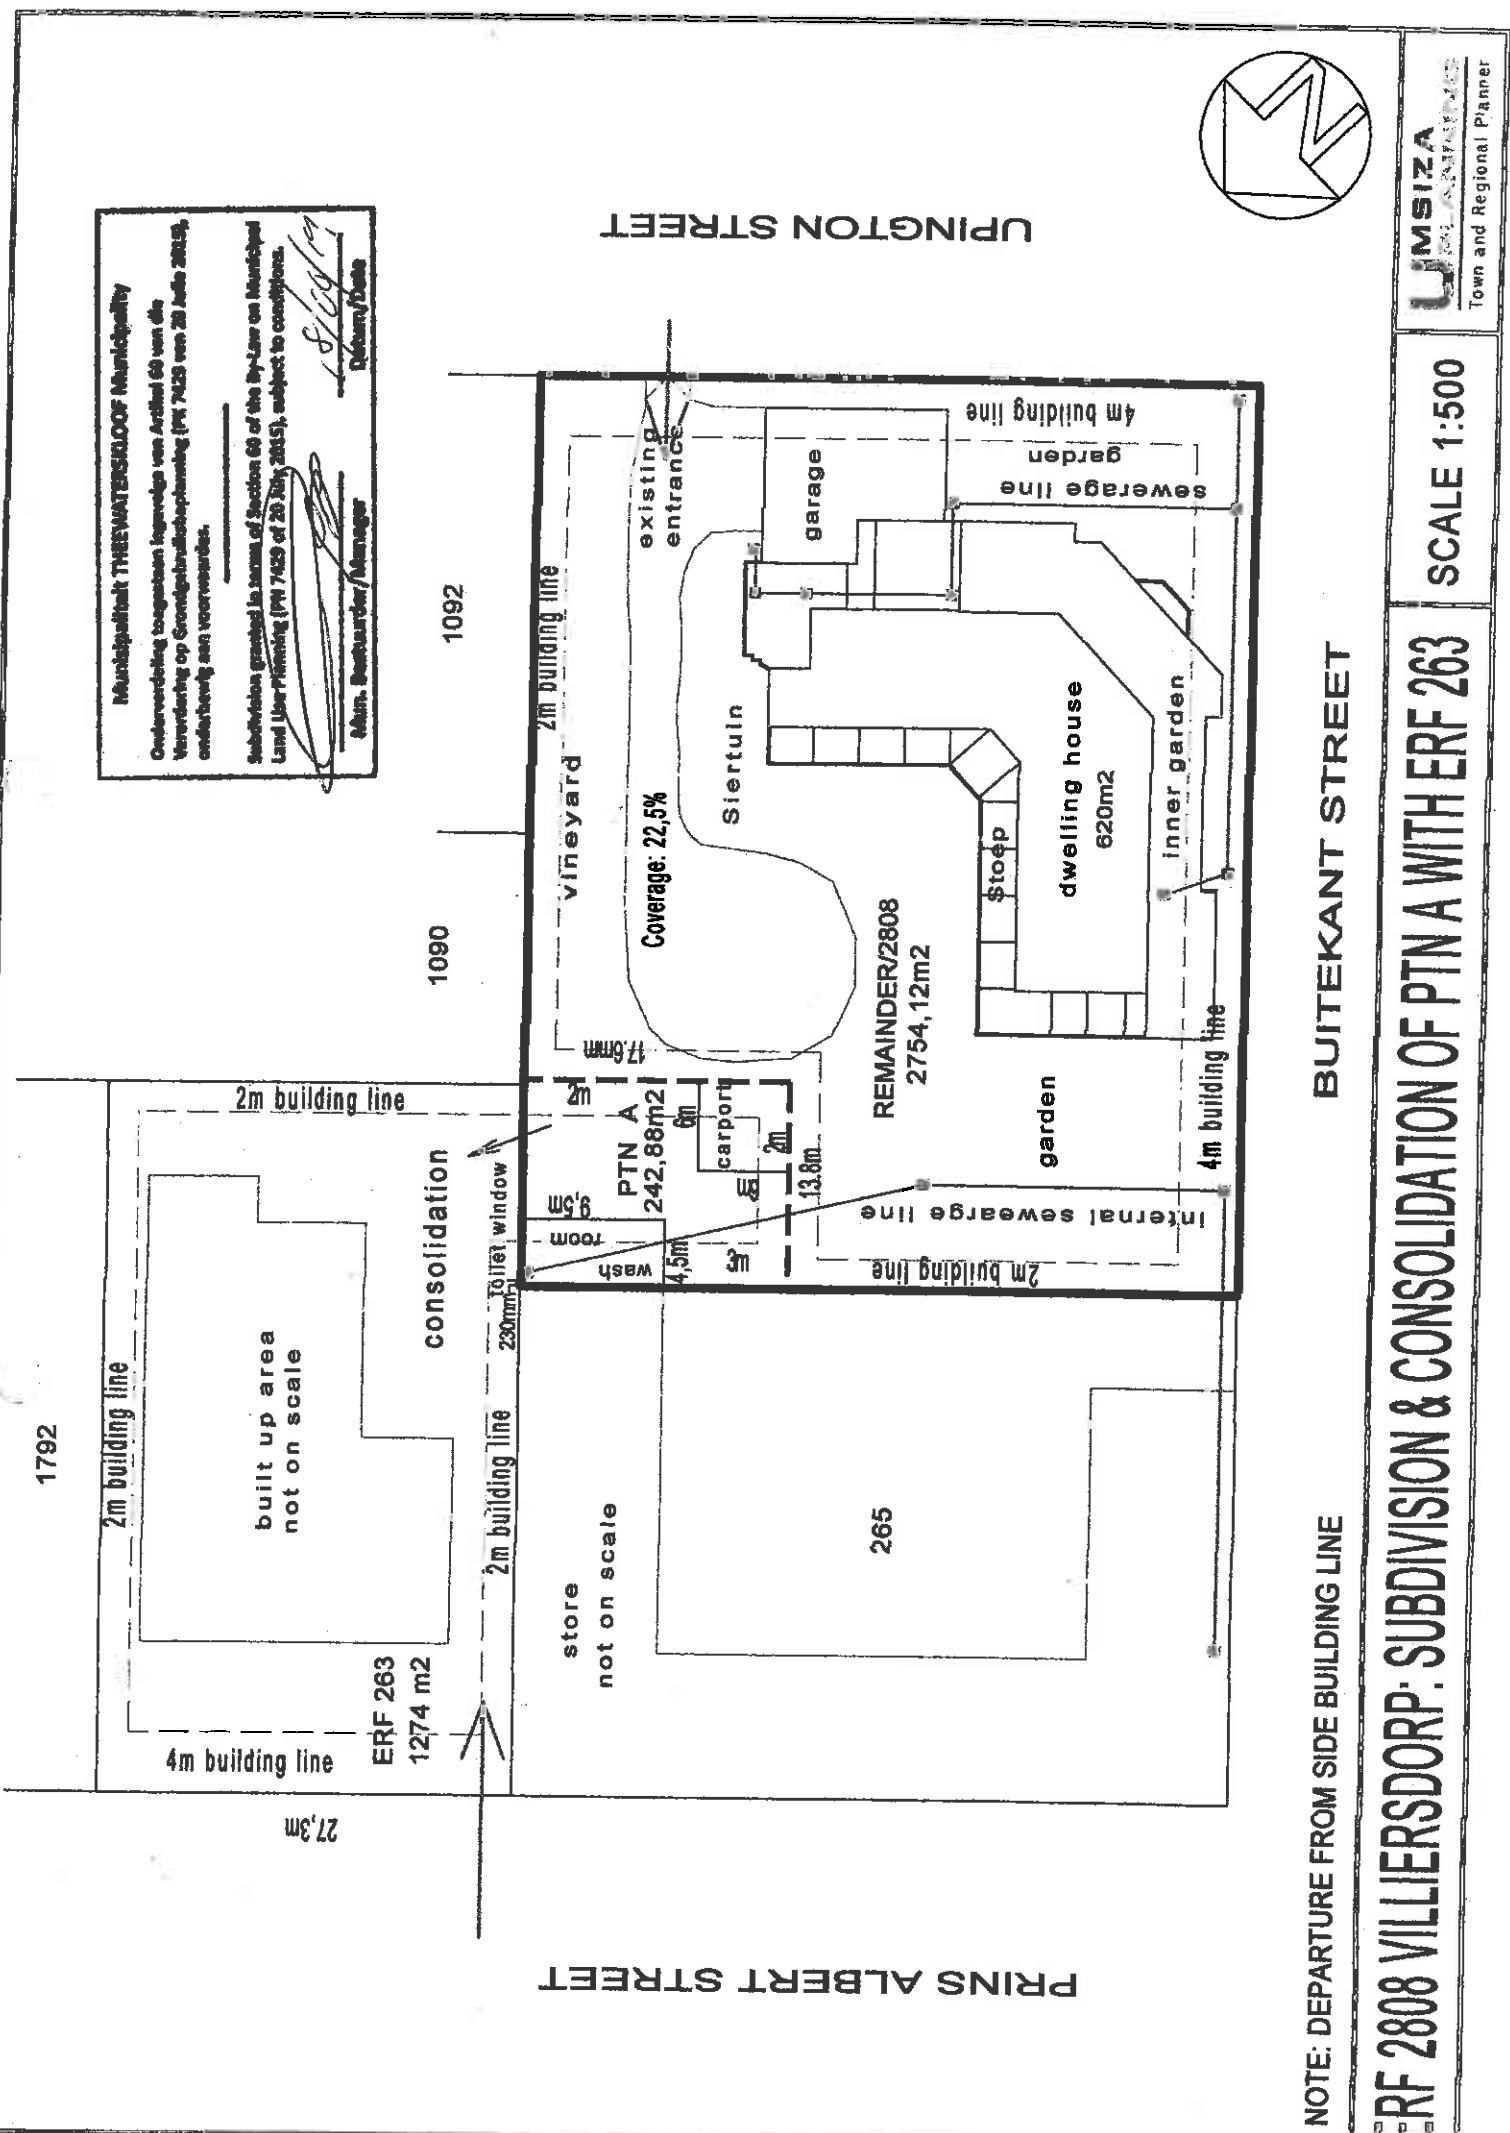 Munisipaliteit THEEWATERSKLOOF Municipality
Onderverdeling toegestaan ingevolge van Artikel 60 van die
Verordening op Grondgebruiksbeplanning (PK 7429 van 20 Julie 2015),
onderhewig aan voorwaardes.
Subdivision granted in terms of Section 60 of the By-Law on Municipal
Land Use Planning (PN 7429 of 20 July 2015), subject to conditions.
Mun. Bestuurder/Manager
Datum/Date
1792
1090
1092
2m building line
built up area
not on scale
2m building line
consolidation
4m building line
ERF 263
1274 m2
2m building line
27,3m
230mm
toilet window
store
not on scale
265
wash
room
9,5m
4,5m
3m
PTN A
242,88m2
2m
6m
carport
2m
13.8m
17.6mm
vineyard
2m building line
Coverage: 22,5%
existing
entrance
garage
Siertuin
Stoep
dwelling house
620m2
inner garden
garden
sewerage line
4m building line
REMAINDER/2808
2754,12m2
garden
internal sewearge line
2m building line
4m building line
UPINGTON STREET
BUITEKANT STREET
PRINS ALBERT STREET
NOTE: DEPARTURE FROM SIDE BUILDING LINE
ERF 2808 VILLIERSDORP: SUBDIVISION & CONSOLIDATION OF PTN A WITH ERF 263
SCALE 1:500
UMSIZA
Town and Regional Planner